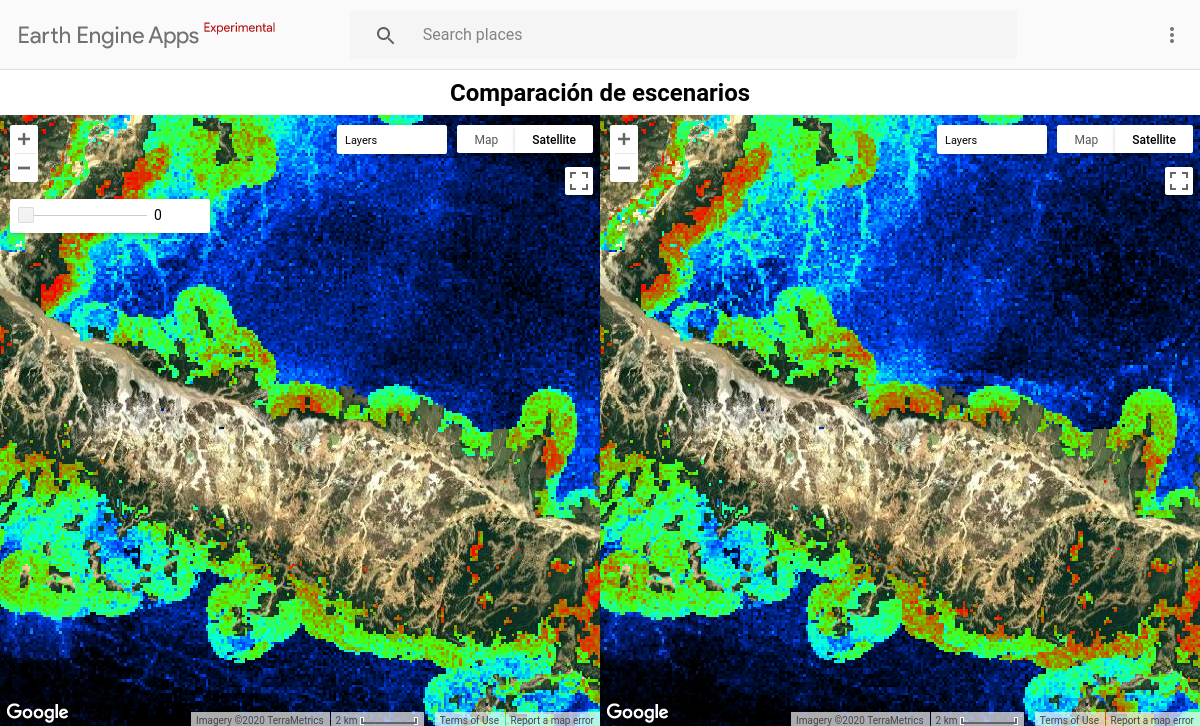 Earth Engine Apps Experimental
Search places
Comparación de escenarios
+
Layers
Map
Satellite
−
0
Google
Imagery ©2020 TerraMetrics
2 km
Terms of Use
Report a map error
+
Layers
Map
Satellite
−
Google
Imagery ©2020 TerraMetrics
2 km
Terms of Use
Report a map error